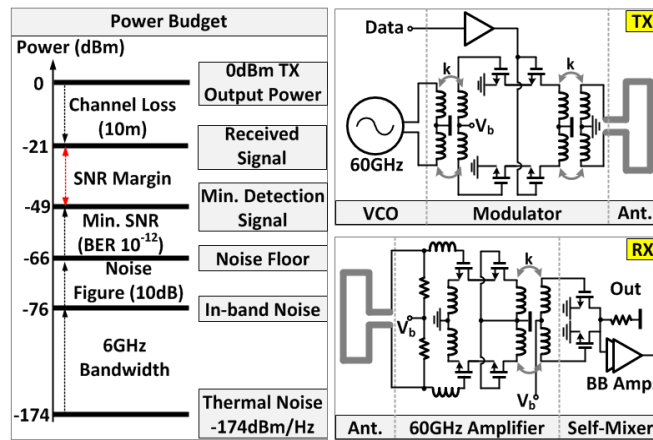 Power Budget
Power (dBm)
0
0dBm TX
Output Power
Channel Loss
(10m)
-21
Received
Signal
SNR Margin
-49
Min. Detection
Signal
Min. SNR
(BER 10⁻¹²)
-66
Noise Floor
Noise
Figure (10dB)
-76
In-band Noise
6GHz
Bandwidth
-174
Thermal Noise
-174dBm/Hz
TX
Data
k
k
Vb
60GHz
VCO
Modulator
Ant.
RX
k
Out
Vb
BB Amp.
Vb
Ant.
60GHz Amplifier
Self-Mixer